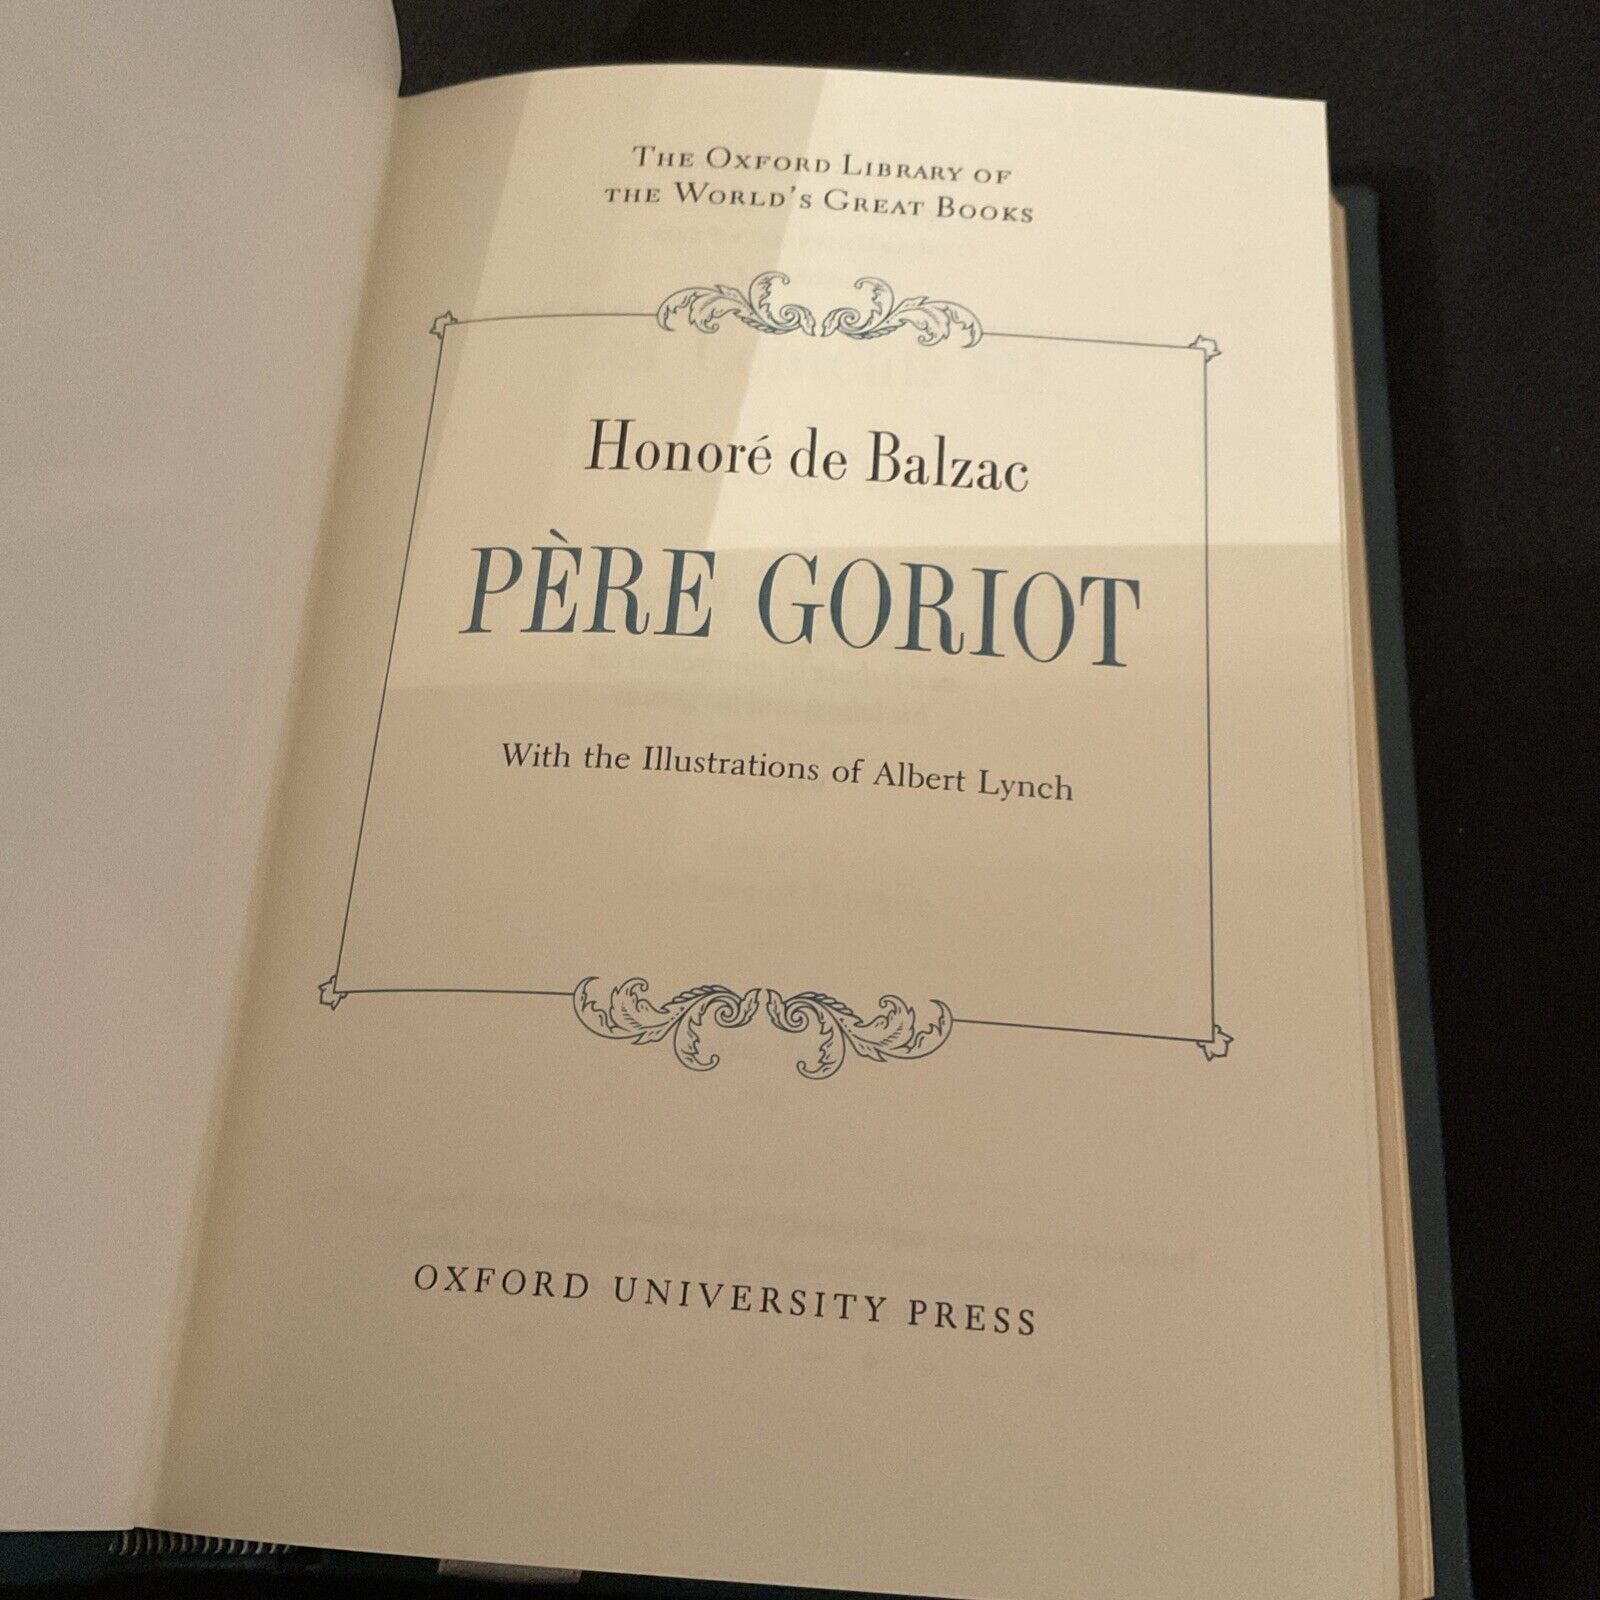 The Oxford Library of
the World's Great Books
Honoré de Balzac
PÈRE GORIOT
With the Illustrations of Albert Lynch
OXFORD UNIVERSITY PRESS